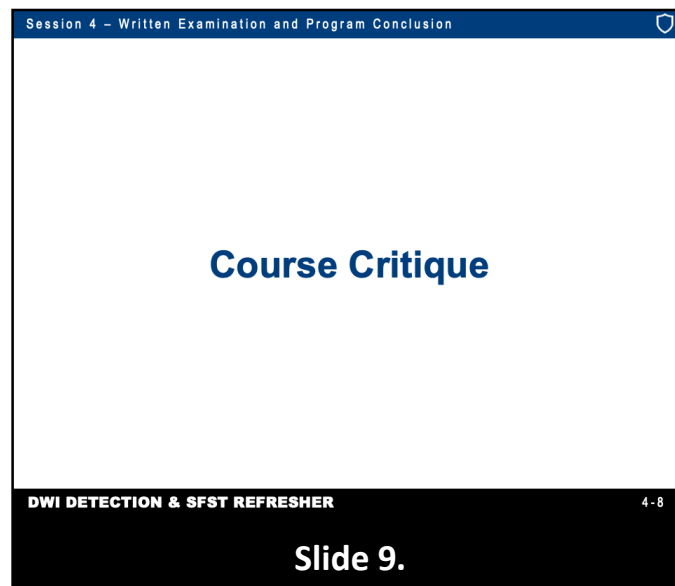 Session 4 – Written Examination and Program Conclusion
Course Critique
DWI DETECTION & SFST REFRESHER 4-8
Slide 9.